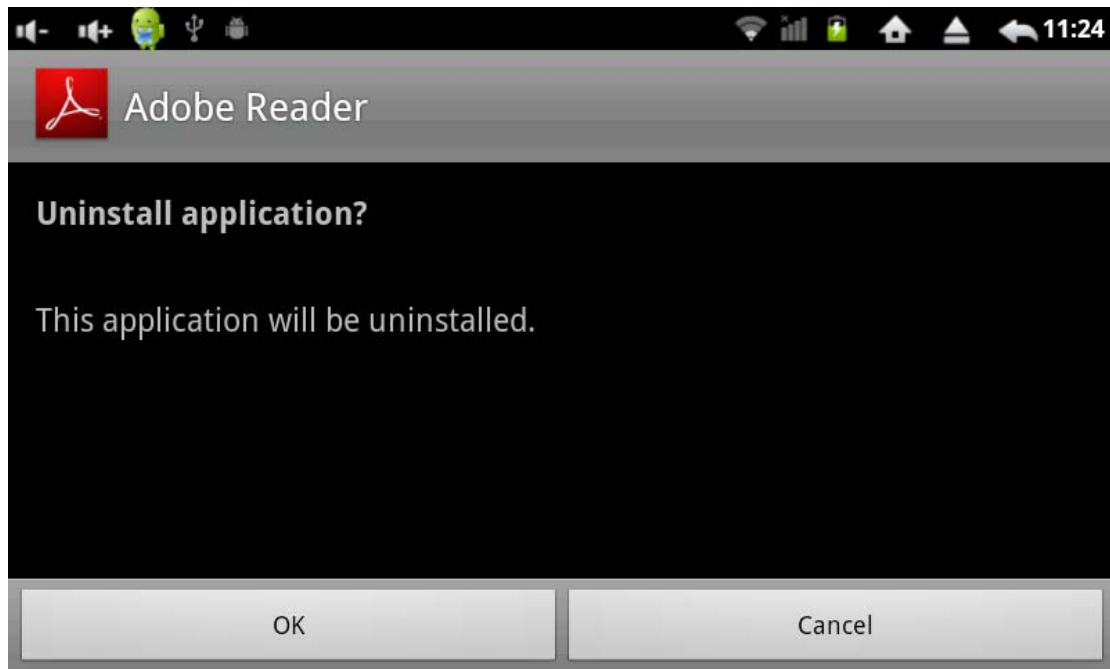 11:24
Adobe Reader
Uninstall application?
This application will be uninstalled.
OK
Cancel